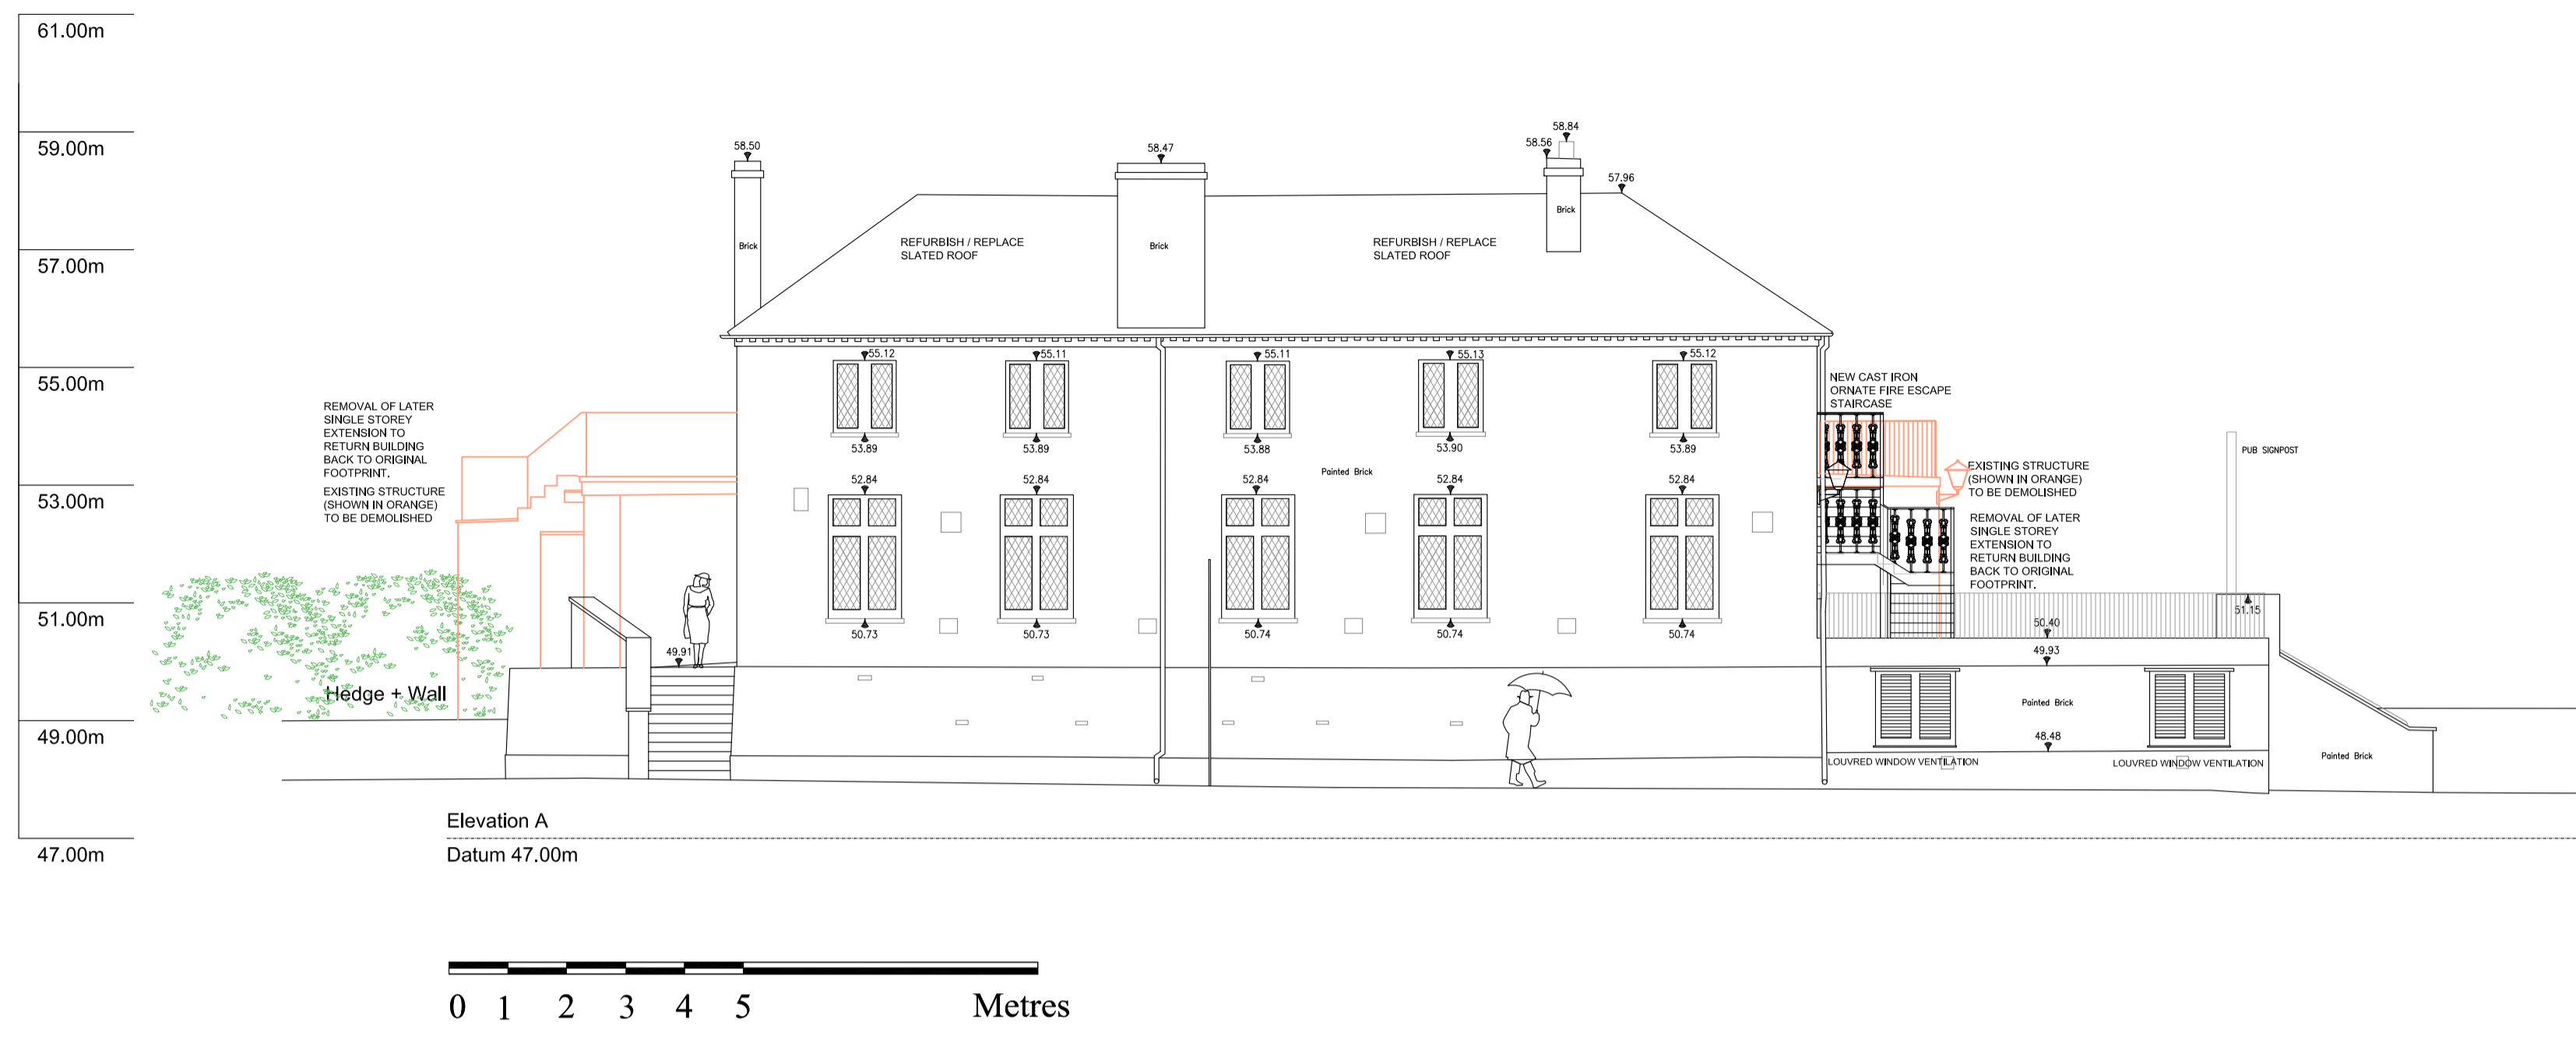 61.00m
59.00m
57.00m
55.00m
53.00m
51.00m
49.00m
47.00m
58.50
58.47
58.84
58.56
57.96
Brick
Brick
Brick
REFURBISH / REPLACE
SLATED ROOF
REFURBISH / REPLACE
SLATED ROOF
55.12
55.11
55.11
55.13
55.12
53.89
53.89
53.88
53.90
53.89
NEW CAST IRON
ORNATE FIRE ESCAPE
STAIRCASE
REMOVAL OF LATER
SINGLE STOREY
EXTENSION TO
RETURN BUILDING
BACK TO ORIGINAL
FOOTPRINT.
EXISTING STRUCTURE
(SHOWN IN ORANGE)
TO BE DEMOLISHED
Painted Brick
PUB SIGNPOST
EXISTING STRUCTURE
(SHOWN IN ORANGE)
TO BE DEMOLISHED
REMOVAL OF LATER
SINGLE STOREY
EXTENSION TO
RETURN BUILDING
BACK TO ORIGINAL
FOOTPRINT.
52.84
52.84
52.84
52.84
52.84
50.73
50.73
50.74
50.74
50.74
51.15
50.40
49.93
49.91
Hedge + Wall
Painted Brick
48.48
LOUVRED WINDOW VENTILATION
LOUVRED WINDOW VENTILATION
Painted Brick
Elevation A
Datum 47.00m
0 1 2 3 4 5 Metres